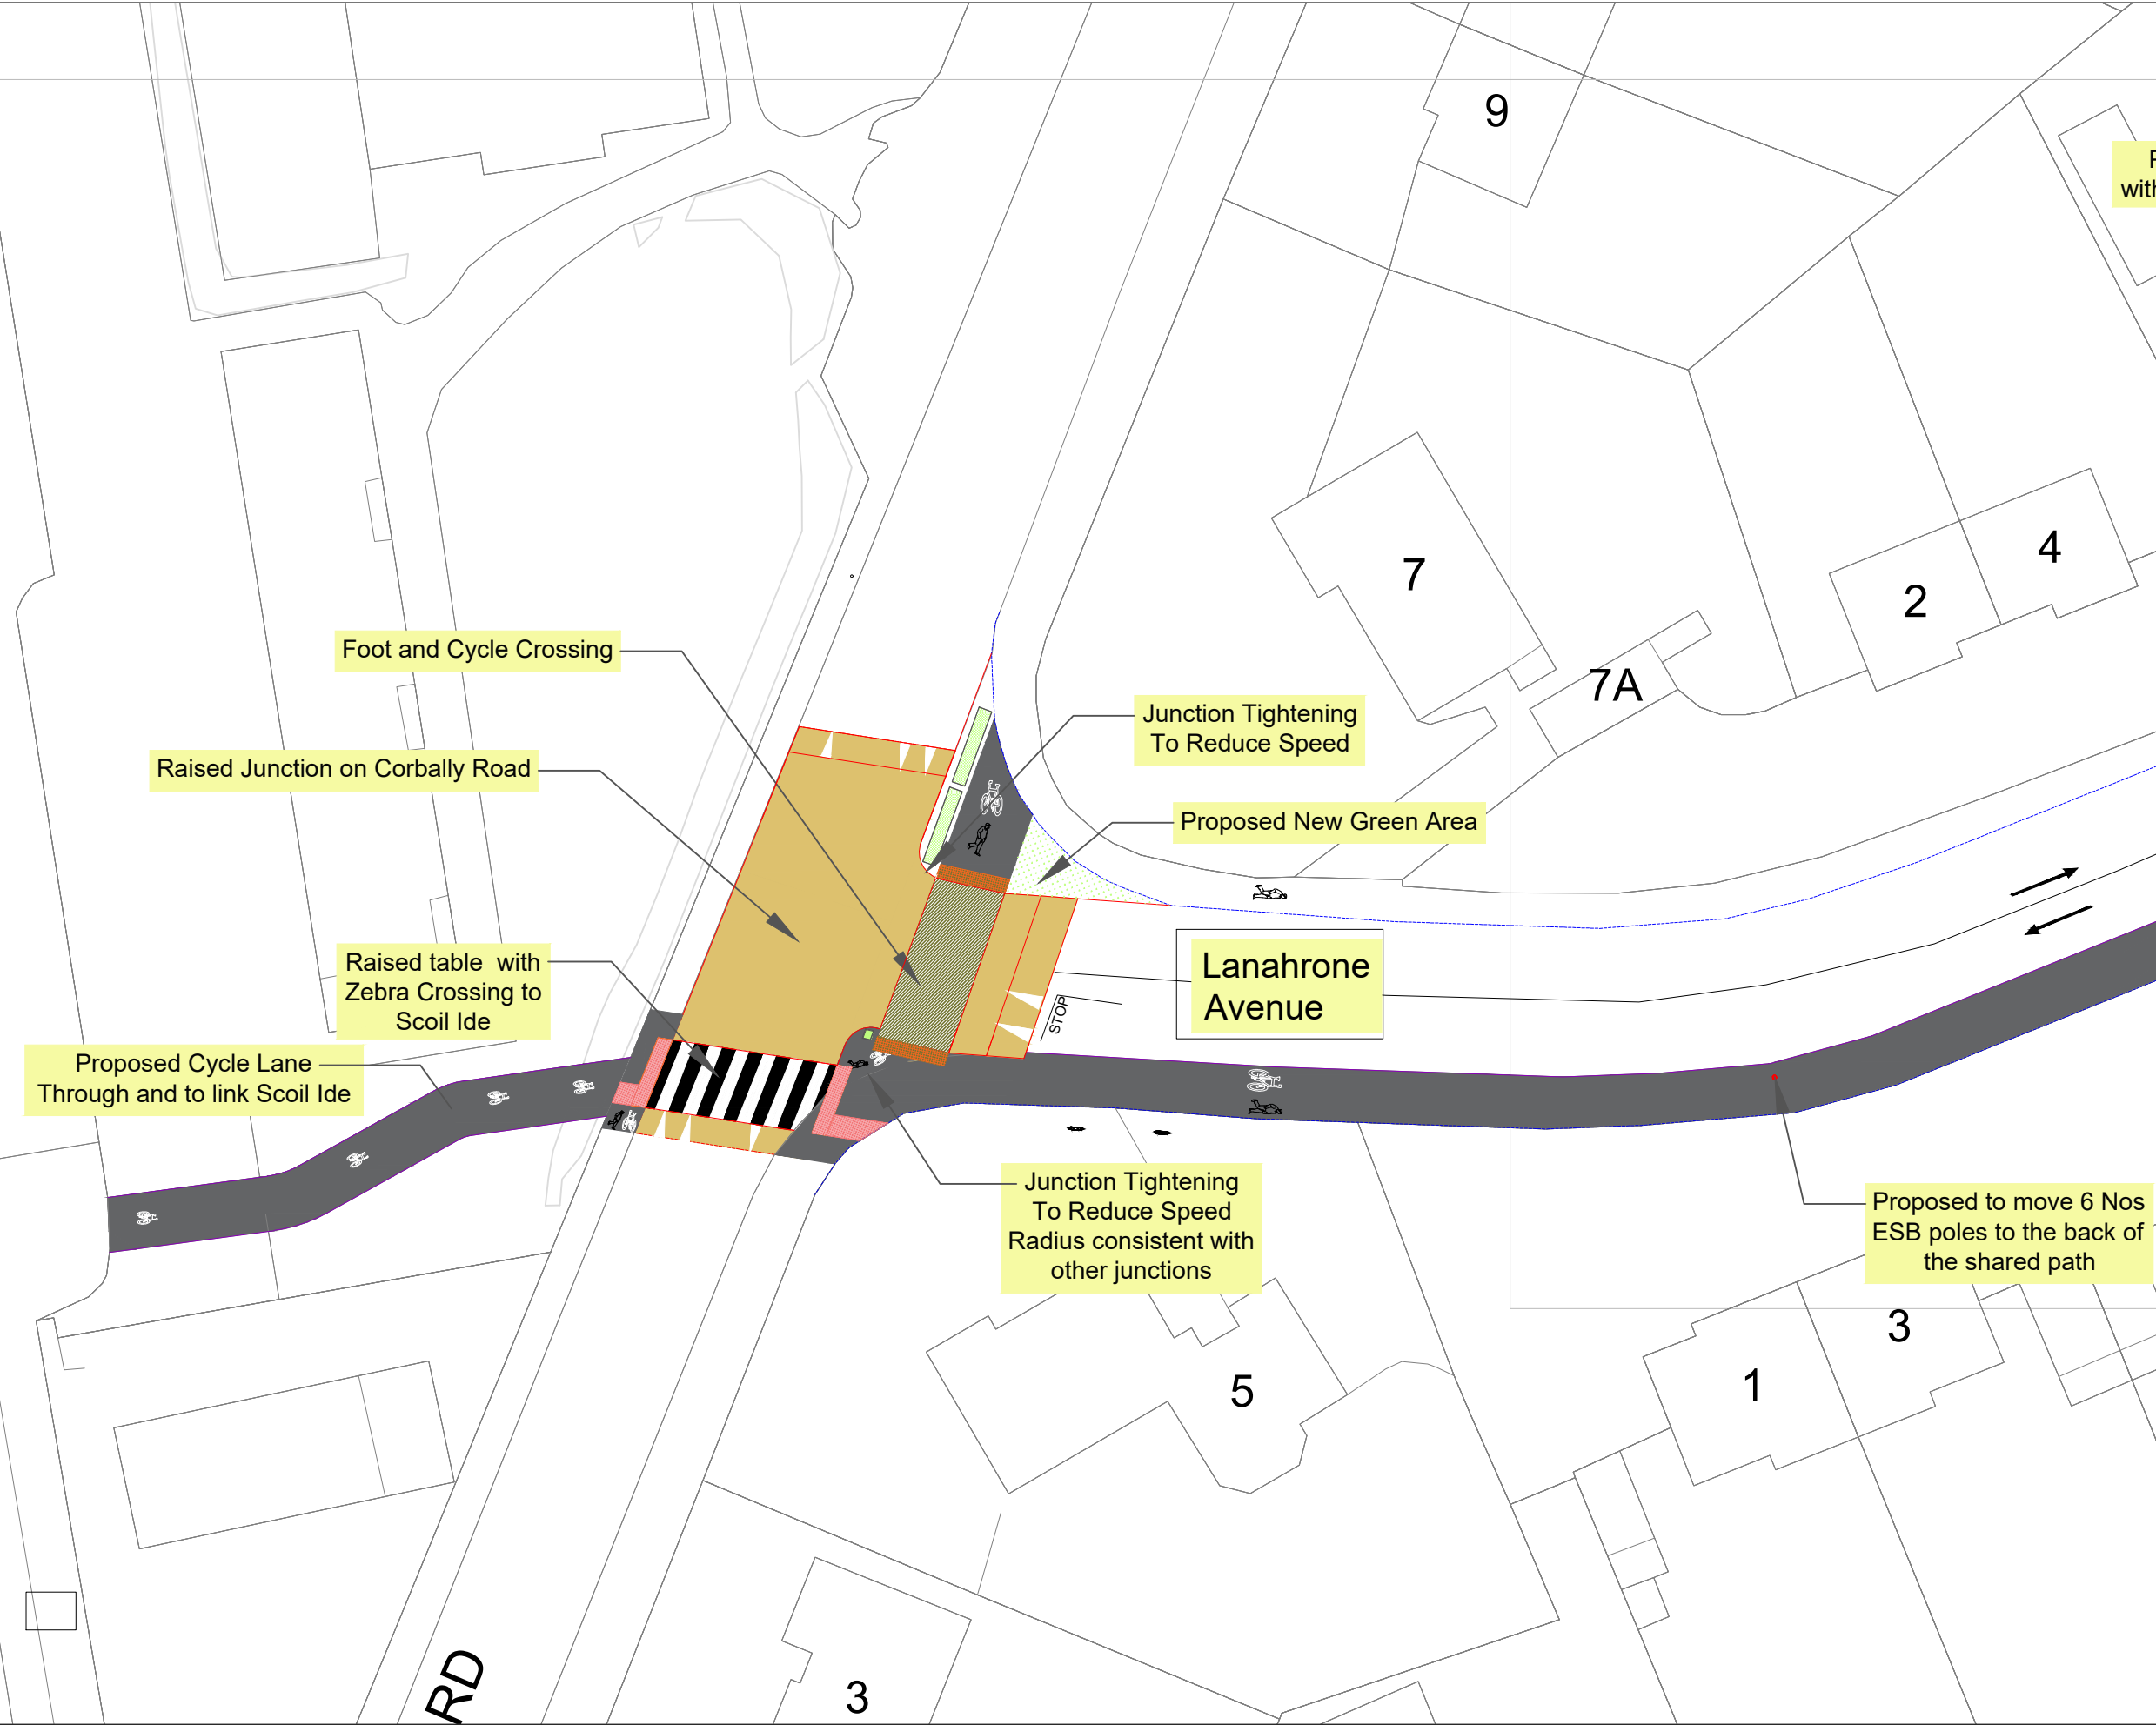 9
F
with
4
2
7
7A
Foot and Cycle Crossing
Junction Tightening
To Reduce Speed
Raised Junction on Corbally Road
Proposed New Green Area
Raised table with
Zebra Crossing to
Scoil Ide
Lanahrone
Avenue
STOP
Proposed Cycle Lane
Through and to link Scoil Ide
Junction Tightening
To Reduce Speed
Radius consistent with
other junctions
Proposed to move 6 Nos
ESB poles to the back of
the shared path
3
1
5
RD
3